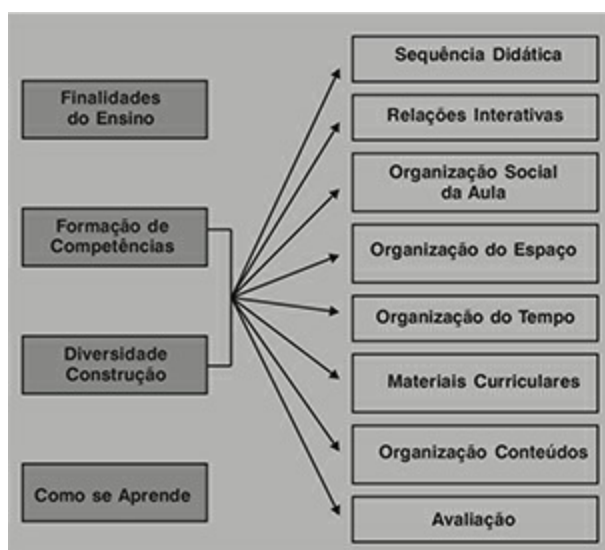 Finalidades
do Ensino
Formação de
Competências
Diversidade
Construção
Como se Aprende
Sequência Didática
Relações Interativas
Organização Social
da Aula
Organização do Espaço
Organização do Tempo
Materiais Curriculares
Organização Conteúdos
Avaliação